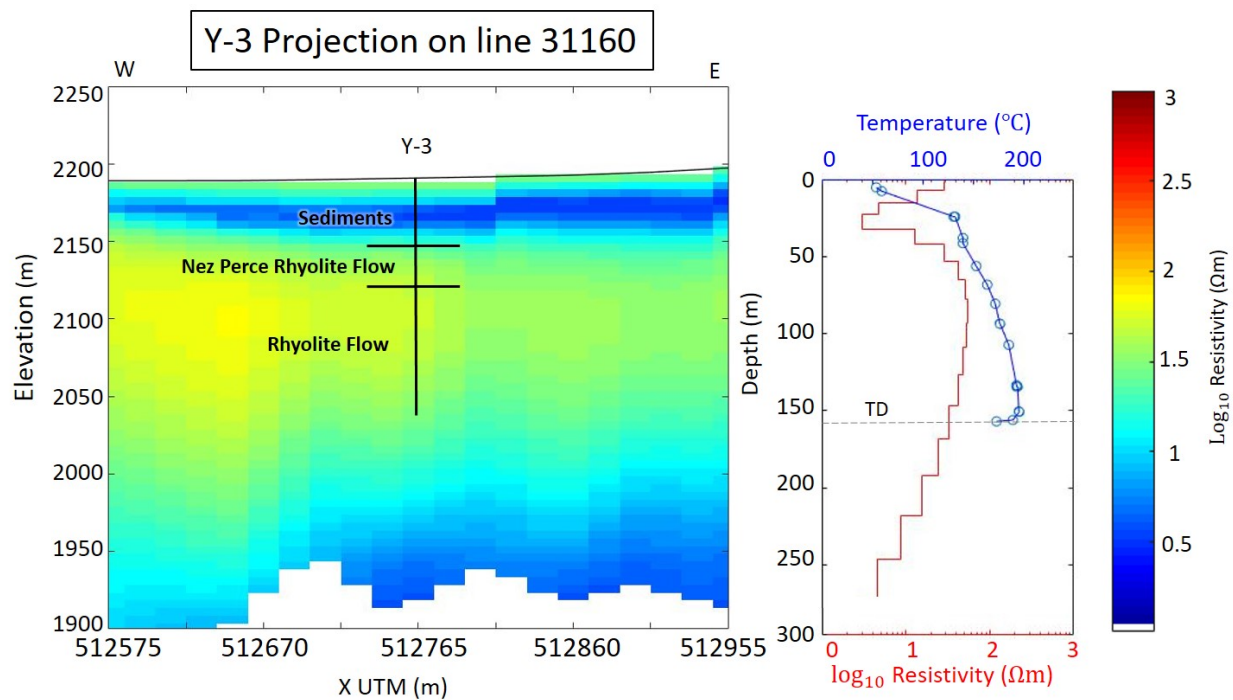 Y-3 Projection on line 31160
W
E
Y-3
Elevation (m)
2250
2200
2150
2100
2050
2000
1950
1900
Sediments
Nez Perce Rhyolite Flow
Rhyolite Flow
512575
512670
512765
512860
512955
X UTM (m)
Temperature (°C)
0
100
200
Depth (m)
0
50
100
150
200
250
300
TD
0
1
2
3
log10 Resistivity (Ωm)
3
2.5
2
1.5
1
0.5
Log10 Resistivity (Ωm)